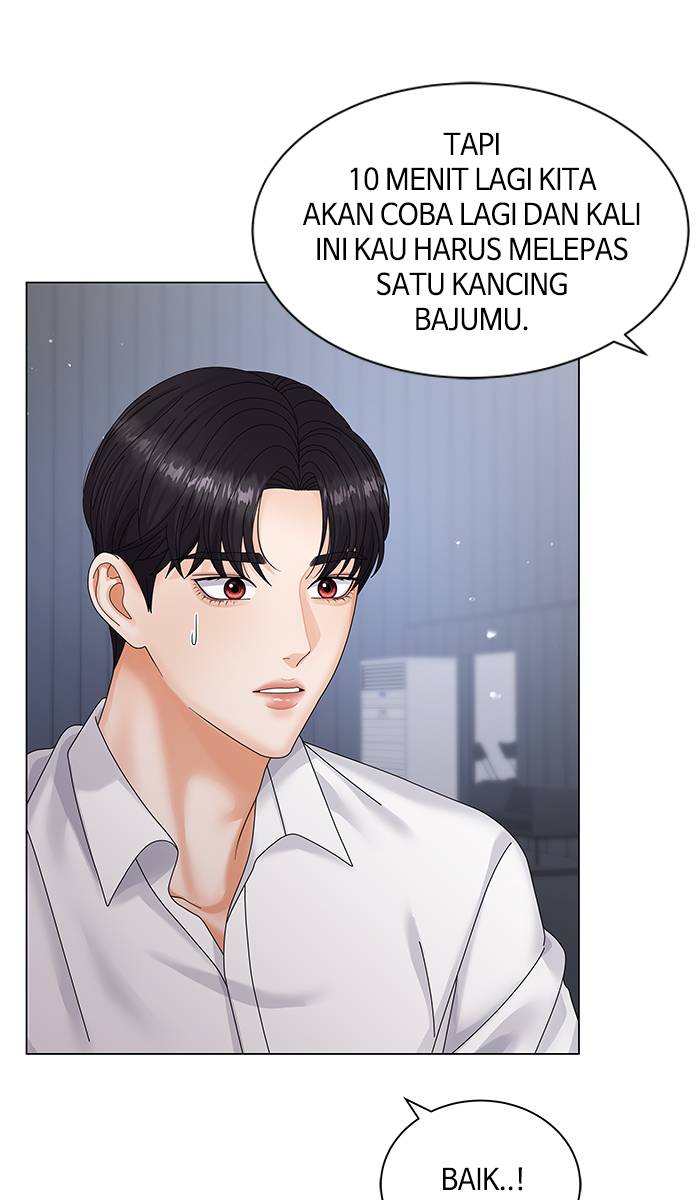 TAPI
10 MENIT LAGI KITA
AKAN COBA LAGI DAN KALI
INI KAU HARUS MELEPAS
SATU KANCING
BAJUMU.
BAIK..!